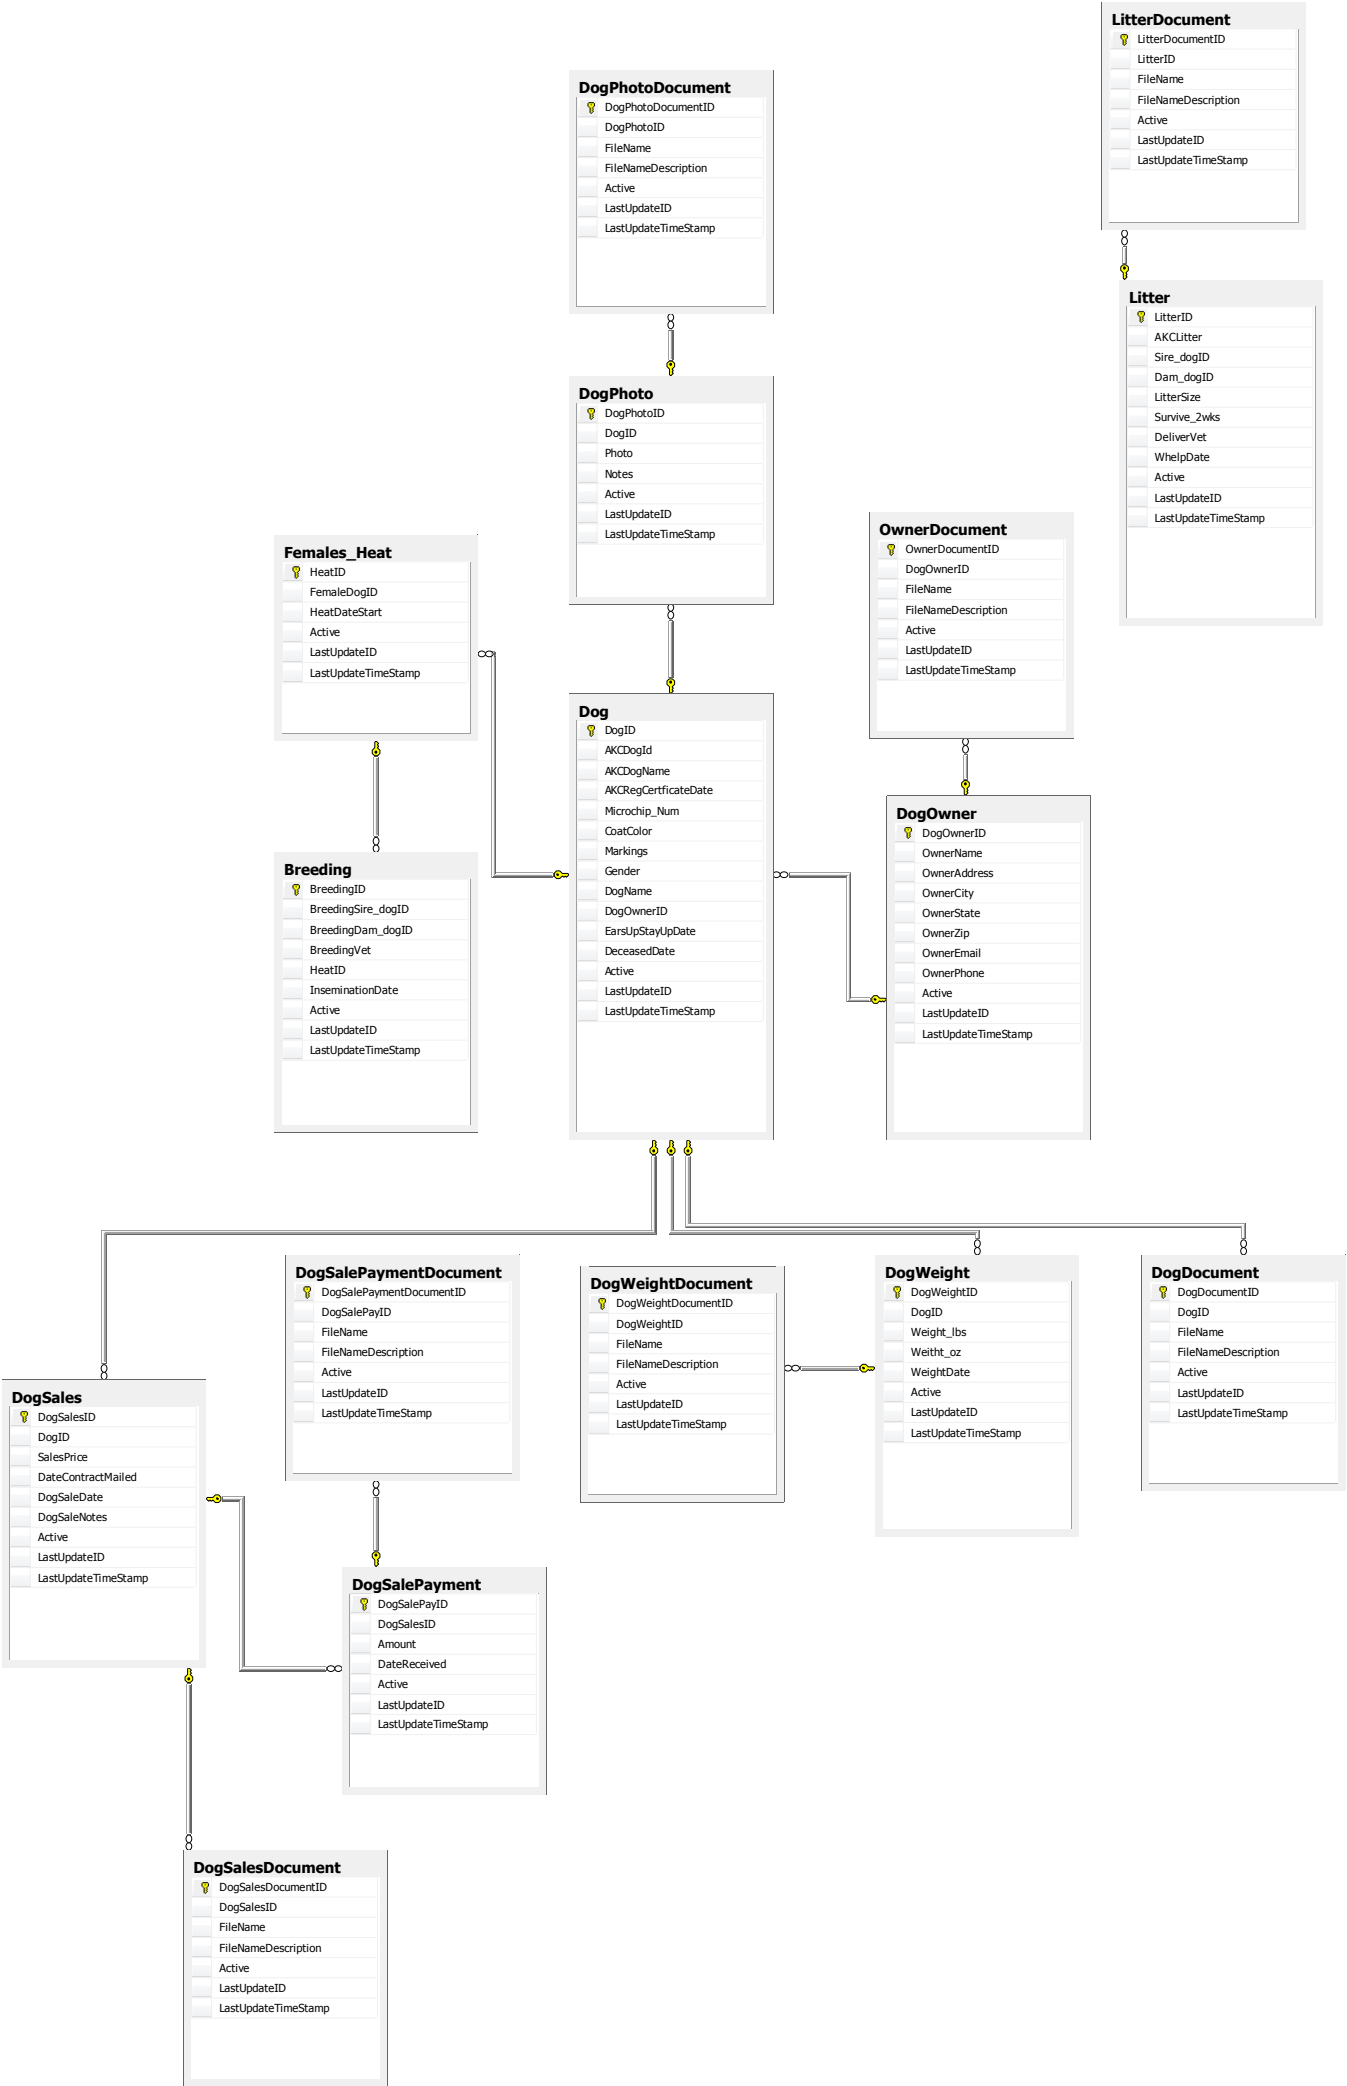 LitterDocument
LitterDocumentID
LitterID
FileName
FileNameDescription
Active
LastUpdateID
LastUpdateTimeStamp
DogPhotoDocument
DogPhotoDocumentID
DogPhotoID
FileName
FileNameDescription
Active
LastUpdateID
LastUpdateTimeStamp
Litter
LitterID
AKCLitter
Sire_dogID
Dam_dogID
LitterSize
Survive_2wks
DeliverVet
WhelpDate
Active
LastUpdateID
LastUpdateTimeStamp
DogPhoto
DogPhotoID
DogID
Photo
Notes
Active
LastUpdateID
LastUpdateTimeStamp
OwnerDocument
OwnerDocumentID
DogOwnerID
FileName
FileNameDescription
Active
LastUpdateID
LastUpdateTimeStamp
Females_Heat
HeatID
FemaleDogID
HeatDateStart
Active
LastUpdateID
LastUpdateTimeStamp
Dog
DogID
AKCDogId
AKCDogName
AKCRegCertficateDate
Microchip_Num
CoatColor
Markings
Gender
DogName
DogOwnerID
EarsUpStayUpDate
DeceasedDate
Active
LastUpdateID
LastUpdateTimeStamp
DogOwner
DogOwnerID
OwnerName
OwnerAddress
OwnerCity
OwnerState
OwnerZip
OwnerEmail
OwnerPhone
Active
LastUpdateID
LastUpdateTimeStamp
Breeding
BreedingID
BreedingSire_dogID
BreedingDam_dogID
BreedingVet
HeatID
InseminationDate
Active
LastUpdateID
LastUpdateTimeStamp
DogSalePaymentDocument
DogSalePaymentDocumentID
DogSalePayID
FileName
FileNameDescription
Active
LastUpdateID
LastUpdateTimeStamp
DogWeightDocument
DogWeightDocumentID
DogWeightID
FileName
FileNameDescription
Active
LastUpdateID
LastUpdateTimeStamp
DogWeight
DogWeightID
DogID
Weight_lbs
Weitht_oz
WeightDate
Active
LastUpdateID
LastUpdateTimeStamp
DogDocument
DogDocumentID
DogID
FileName
FileNameDescription
Active
LastUpdateID
LastUpdateTimeStamp
DogSales
DogSalesID
DogID
SalesPrice
DateContractMailed
DogSaleDate
DogSaleNotes
Active
LastUpdateID
LastUpdateTimeStamp
DogSalePayment
DogSalePayID
DogSalesID
Amount
DateReceived
Active
LastUpdateID
LastUpdateTimeStamp
DogSalesDocument
DogSalesDocumentID
DogSalesID
FileName
FileNameDescription
Active
LastUpdateID
LastUpdateTimeStamp